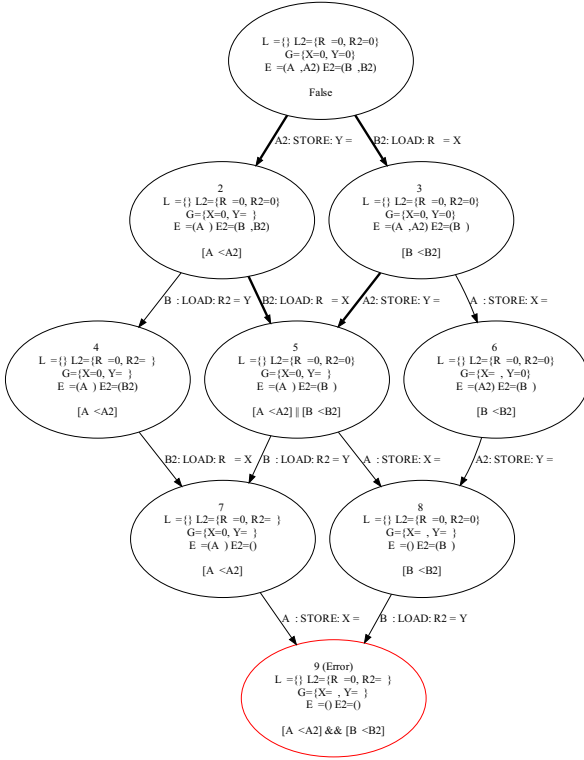 L ={} L2={R =0, R2=0}
G={X=0, Y=0}
E =(A ,A2) E2=(B ,B2)
False
A2: STORE: Y =
B2: LOAD: R = X
2
L ={} L2={R =0, R2=0}
G={X=0, Y= }
E =(A ) E2=(B ,B2)
[A <A2]
3
L ={} L2={R =0, R2=0}
G={X=0, Y=0}
E =(A ,A2) E2=(B )
[B <B2]
B : LOAD: R2 = Y
B2: LOAD: R = X
A2: STORE: Y =
A : STORE: X =
4
L ={} L2={R =0, R2= }
G={X=0, Y= }
E =(A ) E2=(B2)
[A <A2]
5
L ={} L2={R =0, R2=0}
G={X=0, Y= }
E =(A ) E2=(B )
[A <A2] || [B <B2]
6
L ={} L2={R =0, R2=0}
G={X= , Y=0}
E =(A2) E2=(B )
[B <B2]
B2: LOAD: R = X
B : LOAD: R2 = Y
A : STORE: X =
A2: STORE: Y =
7
L ={} L2={R =0, R2= }
G={X=0, Y= }
E =(A ) E2=()
[A <A2]
8
L ={} L2={R =0, R2=0}
G={X= , Y= }
E =() E2=(B )
[B <B2]
A : STORE: X =
B : LOAD: R2 = Y
9 (Error)
L ={} L2={R =0, R2= }
G={X= , Y= }
E =() E2=()
[A <A2] && [B <B2]